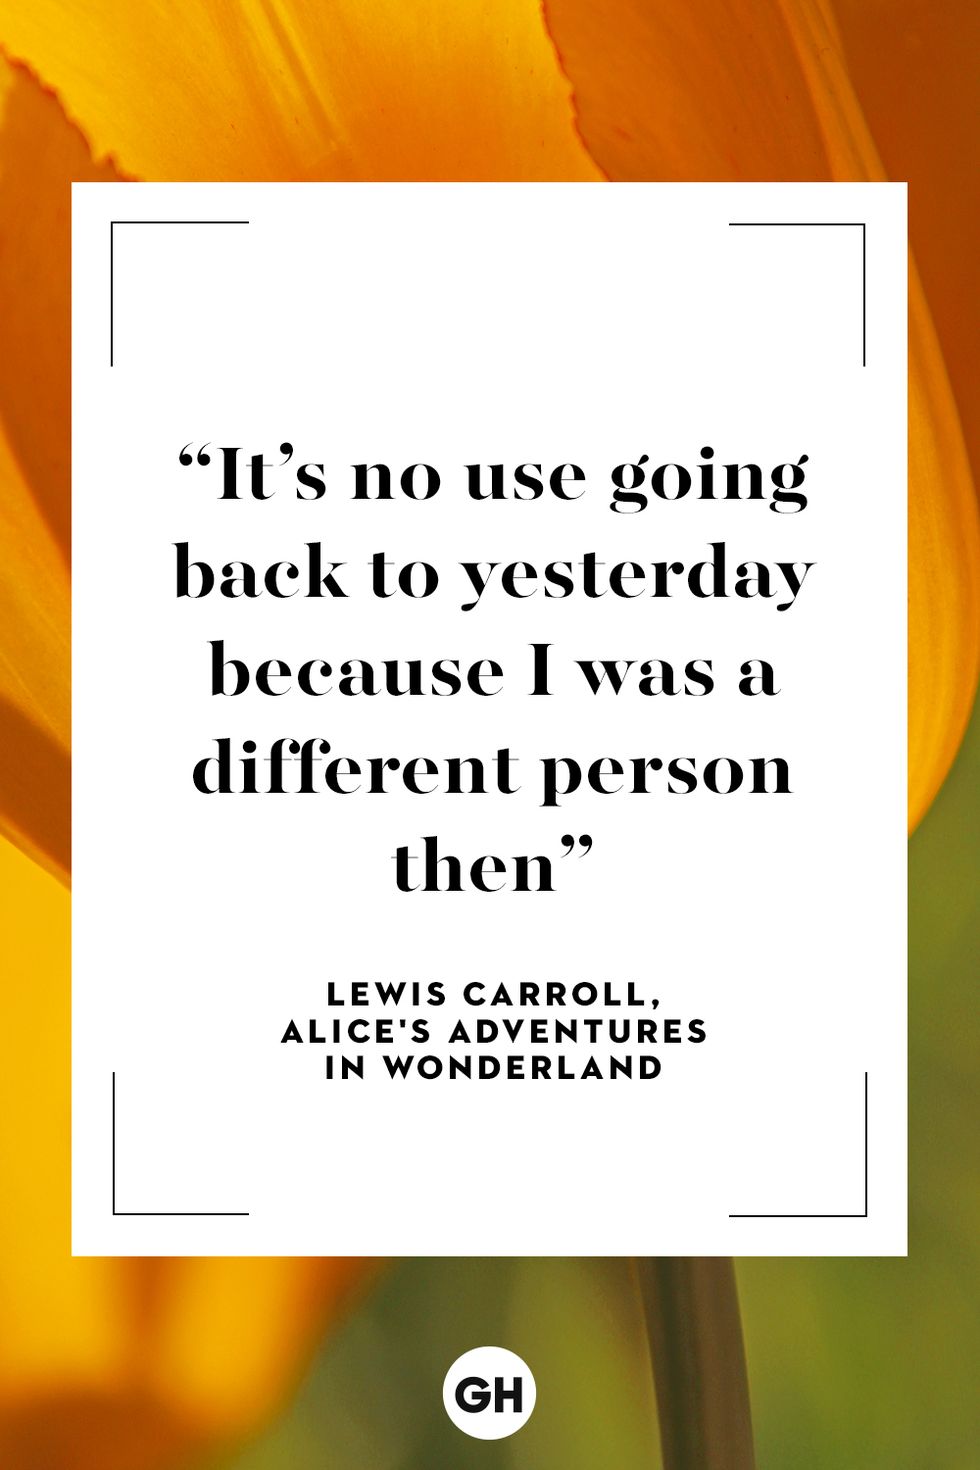 “It’s no use going
back to yesterday
because I was a
different person
then”
LEWIS CARROLL,
ALICE'S ADVENTURES
IN WONDERLAND
GH